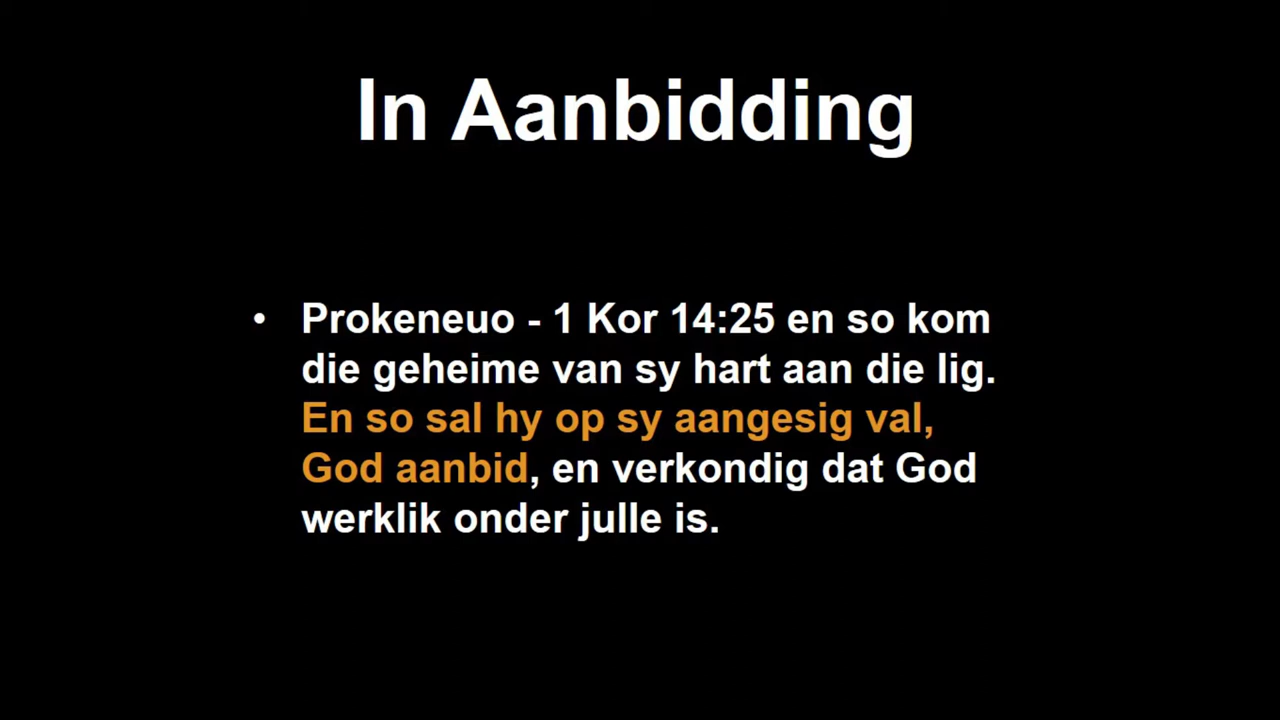 In Aanbidding
• Prokeneuo - 1 Kor 14:25 en so kom
die geheime van sy hart aan die lig.
En so sal hy op sy aangesig val,
God aanbid, en verkondig dat God
werklik onder julle is.